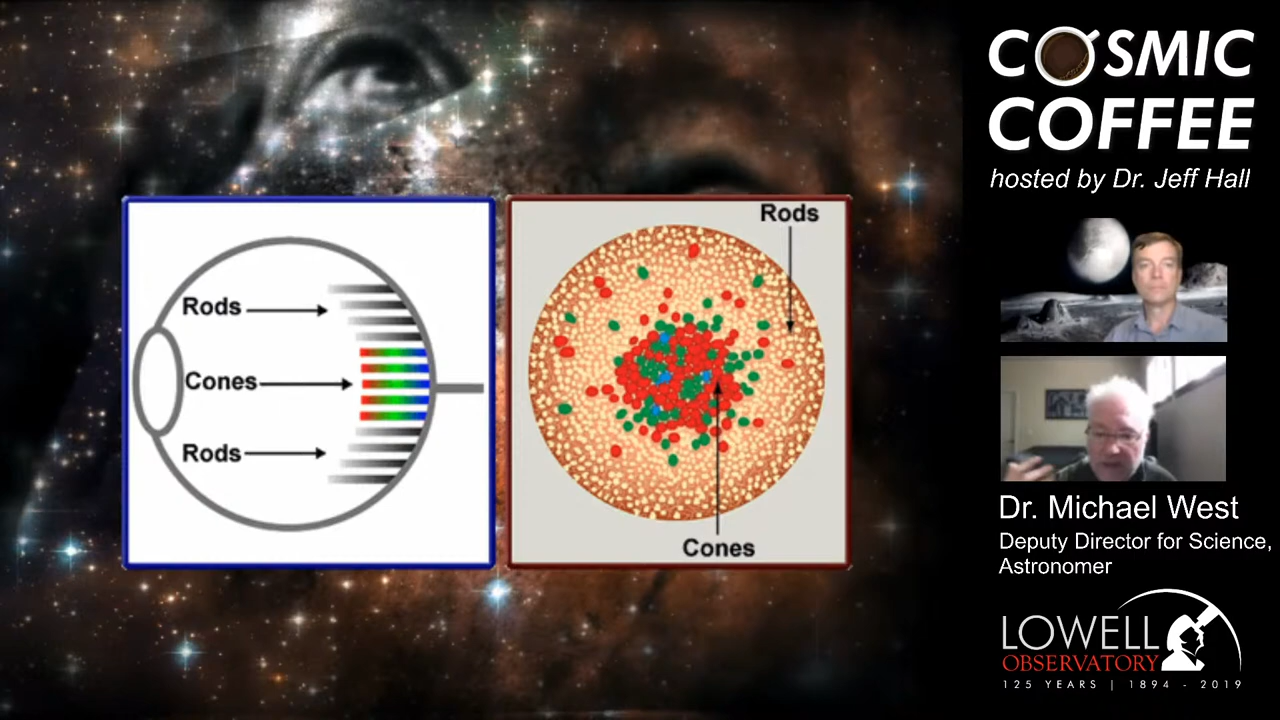 Rods
Cones
Rods
Rods
Cones
COSMIC
COFFEE
hosted by Dr. Jeff Hall
Dr. Michael West
Deputy Director for Science,
Astronomer
LOWELL
OBSERVATORY
125 YEARS | 1894 - 2019